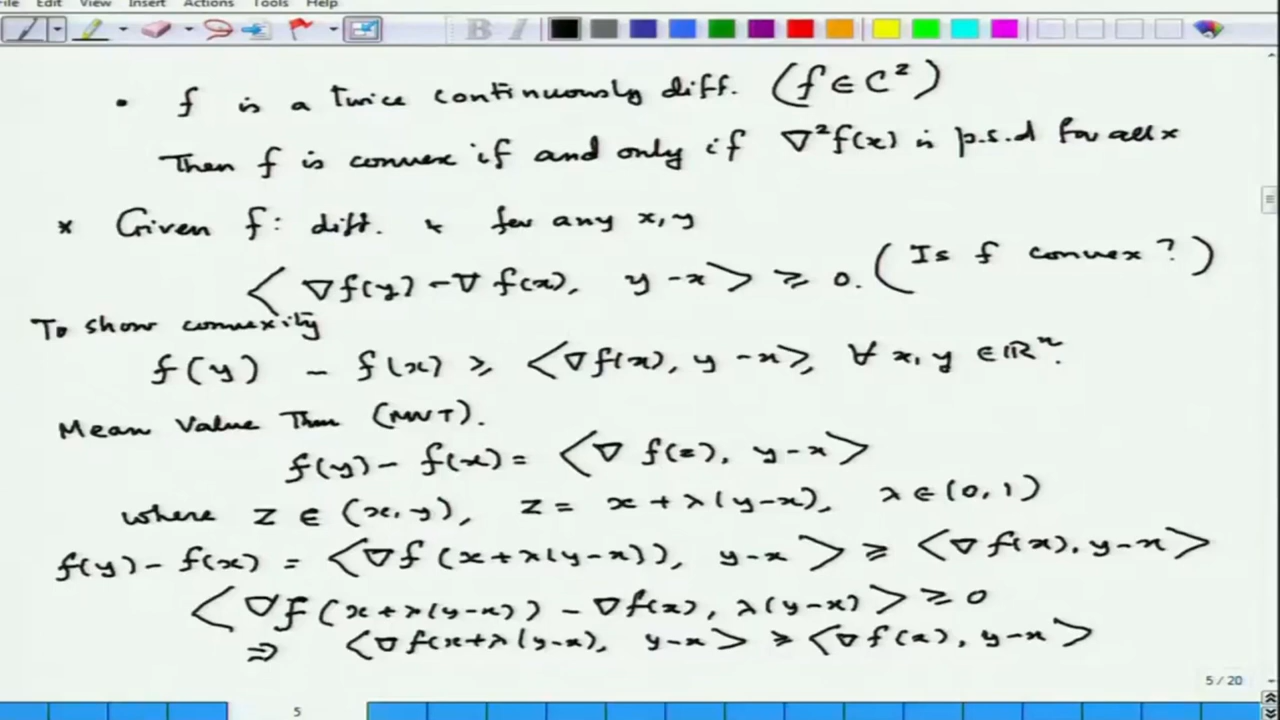 File Edit View Insert Actions Tools Help
• f is a twice continuously diff. (f ∈ C²)
Then f is convex if and only if ∇²f(x) is p.s.d for all x
* Given f: diff. & for any x, y
⟨∇f(y) - ∇f(x), y - x⟩ ≥ 0. (Is f convex?)
To show convexity
f(y) - f(x) ≥ ⟨∇f(x), y - x⟩, ∀ x, y ∈ ℝⁿ.
Mean Value Thm (MVT).
f(y) - f(x) = ⟨∇f(z), y - x⟩
where z ∈ (x, y), z = x + λ(y - x), λ ∈ (0, 1)
f(y) - f(x) = ⟨∇f(x + λ(y - x)), y - x⟩ ≥ ⟨∇f(x), y - x⟩
⟨∇f(x + λ(y - x)) - ∇f(x), λ(y - x)⟩ ≥ 0
⇒ ⟨∇f(x + λ(y - x), y - x⟩ ≥ ⟨∇f(x), y - x⟩
5 / 20
5